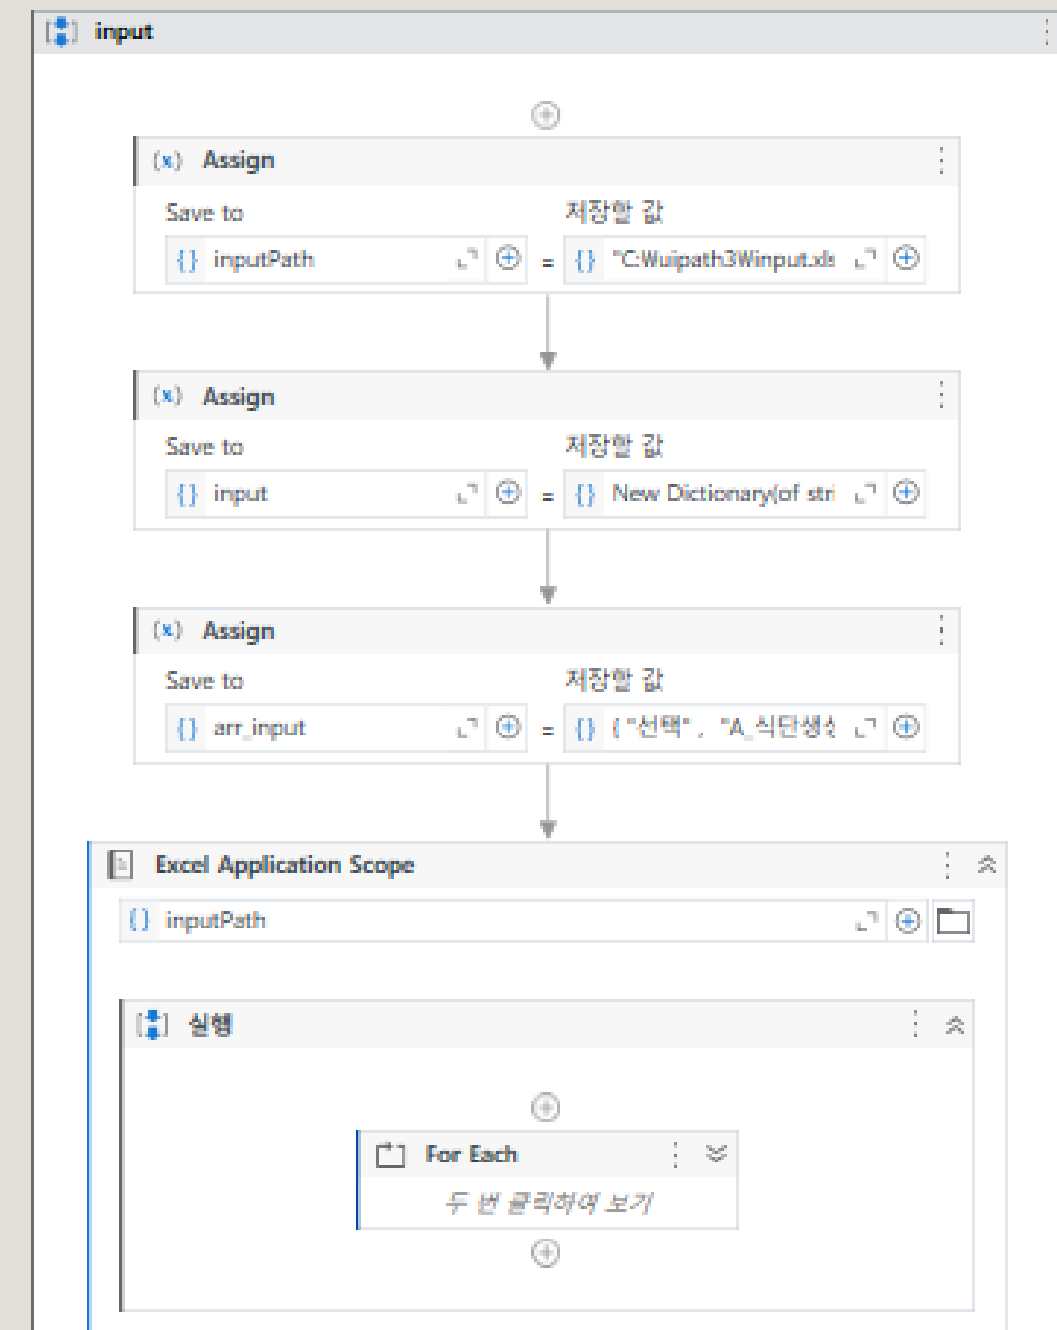 input
Assign
Save to 저장할 값
inputPath = "C:₩uipath3₩input.xls
Assign
Save to 저장할 값
input = New Dictionary(of stri
Assign
Save to 저장할 값
arr_input = { "선택" , "A_식단생성
Excel Application Scope
inputPath
실행
For Each
두 번 클릭하여 보기